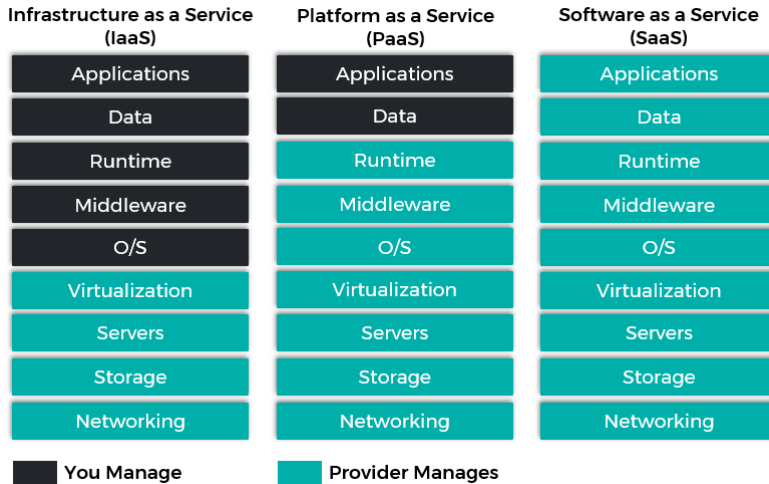 Infrastructure as a Service
(IaaS)
Applications
Data
Runtime
Middleware
O/S
Virtualization
Servers
Storage
Networking
Platform as a Service
(PaaS)
Applications
Data
Runtime
Middleware
O/S
Virtualization
Servers
Storage
Networking
Software as a Service
(SaaS)
Applications
Data
Runtime
Middleware
O/S
Virtualization
Servers
Storage
Networking
You Manage
Provider Manages